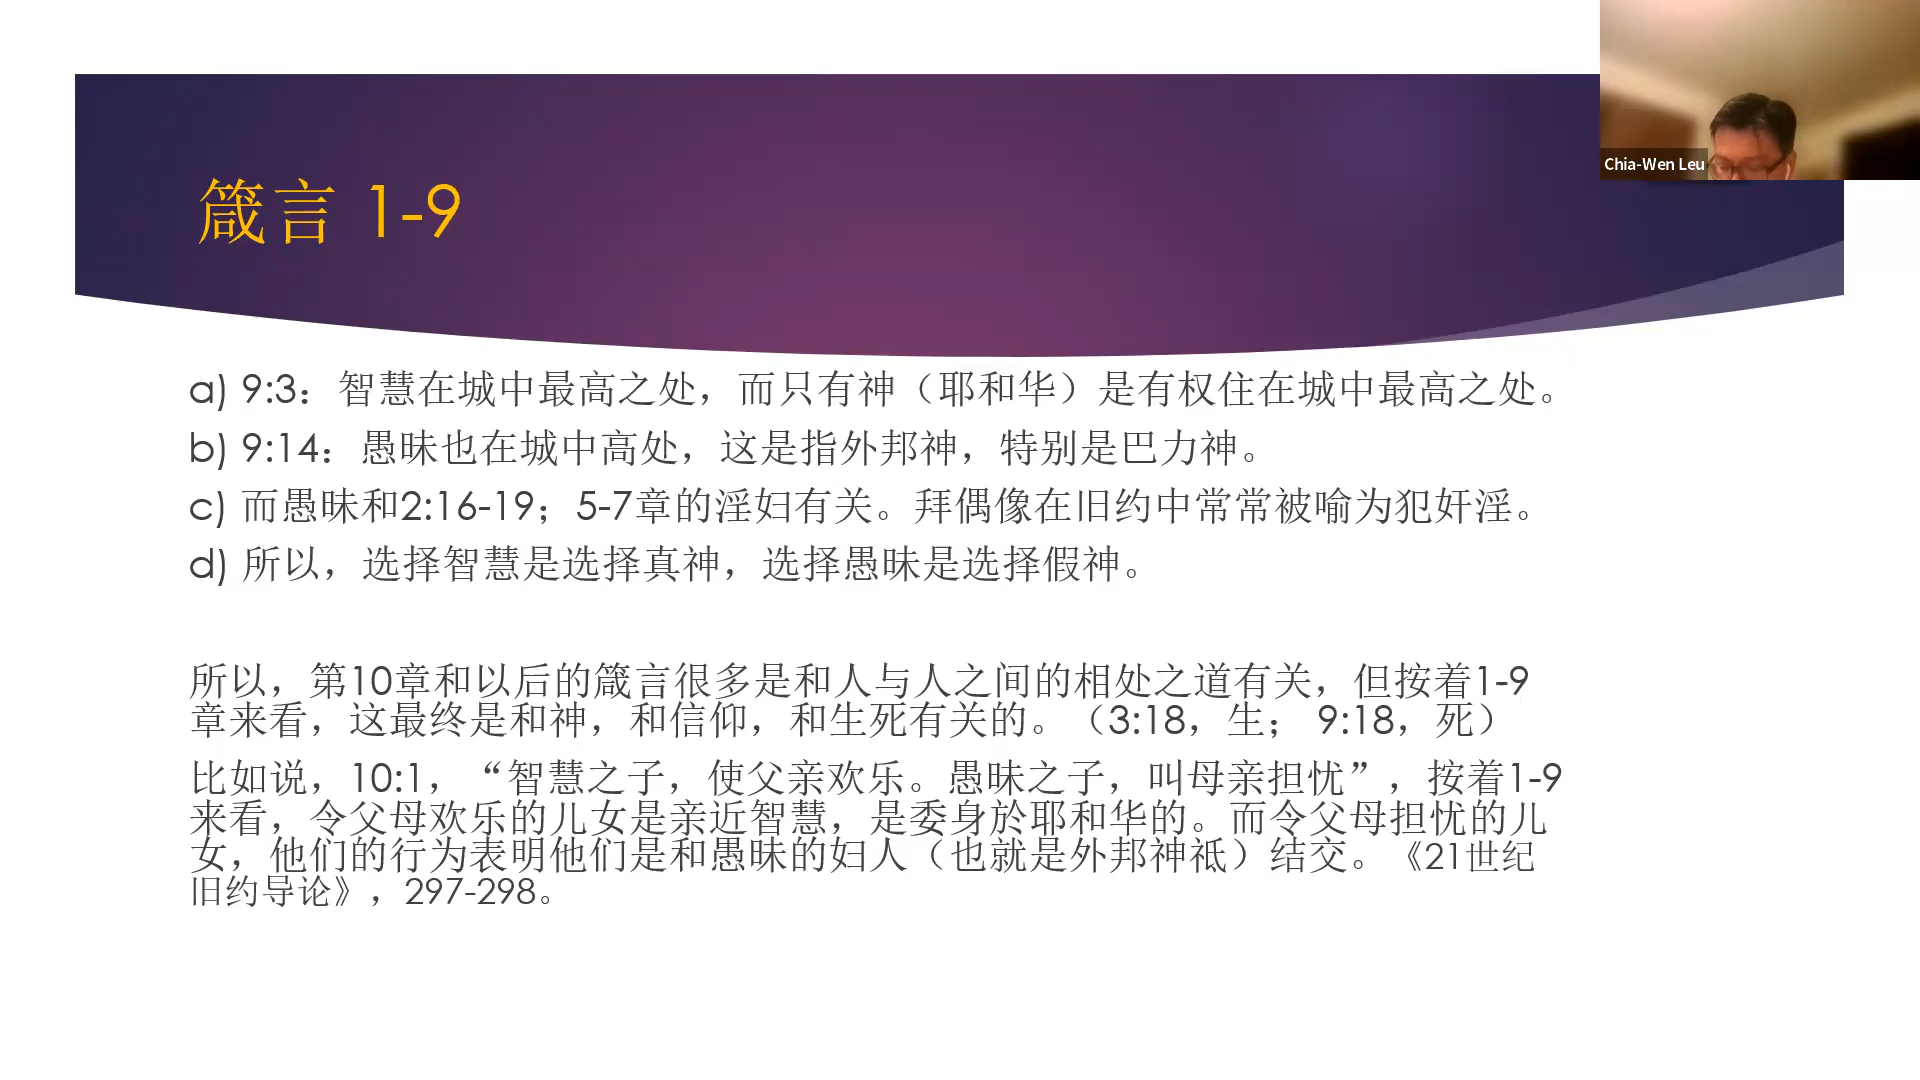 Chia-Wen Leu
箴言 1-9
a) 9:3：智慧在城中最高之处，而只有神（耶和华）是有权住在城中最高之处。
b) 9:14：愚昧也在城中高处，这是指外邦神，特别是巴力神。
c) 而愚昧和2:16-19；5-7章的淫妇有关。拜偶像在旧约中常常被喻为犯奸淫。
d) 所以，选择智慧是选择真神，选择愚昧是选择假神。
所以，第10章和以后的箴言很多是和人与人之间的相处之道有关，但按着1-9
章来看，这最终是和神，和信仰，和生死有关的。（3:18，生； 9:18，死）
比如说，10:1，“智慧之子，使父亲欢乐。愚昧之子，叫母亲担忧”，按着1-9
来看，令父母欢乐的儿女是亲近智慧，是委身於耶和华的。而令父母担忧的儿
女，他们的行为表明他们是和愚昧的妇人（也就是外邦神祇）结交。《21世纪
旧约导论》，297-298。